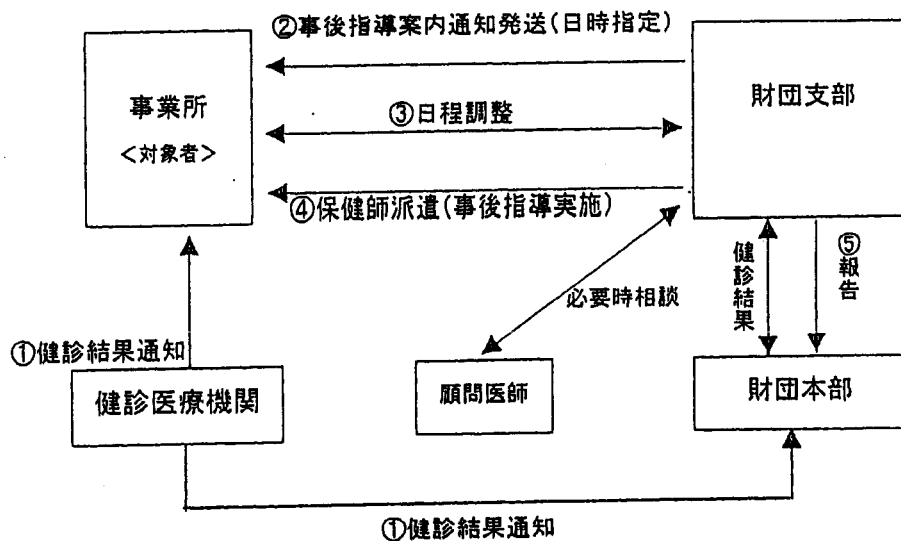 ②事後指導案内通知発送(日時指定)
事業所
<対象者>
財団支部
③日程調整
④保健師派遣(事後指導実施)
健診結果
⑤報告
必要時相談
①健診結果通知
健診医療機関
顧問医師
財団本部
①健診結果通知